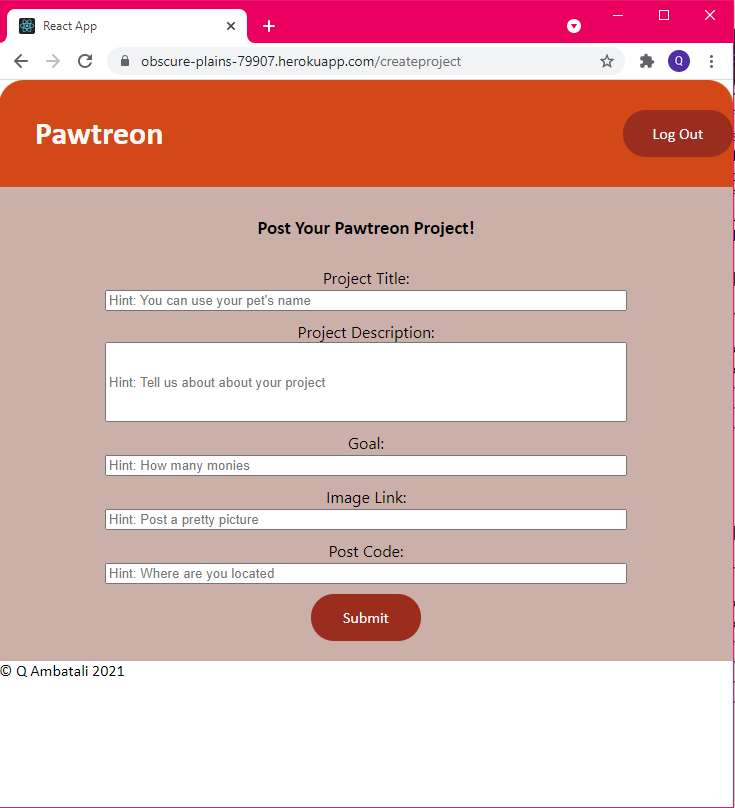 React App
obscure-plains-79907.herokuapp.com/createproject
Q
Pawtreon
Log Out
Post Your Pawtreon Project!
Project Title:
Hint: You can use your pet's name
Project Description:
Hint: Tell us about about your project
Goal:
Hint: How many monies
Image Link:
Hint: Post a pretty picture
Post Code:
Hint: Where are you located
Submit
© Q Ambatali 2021